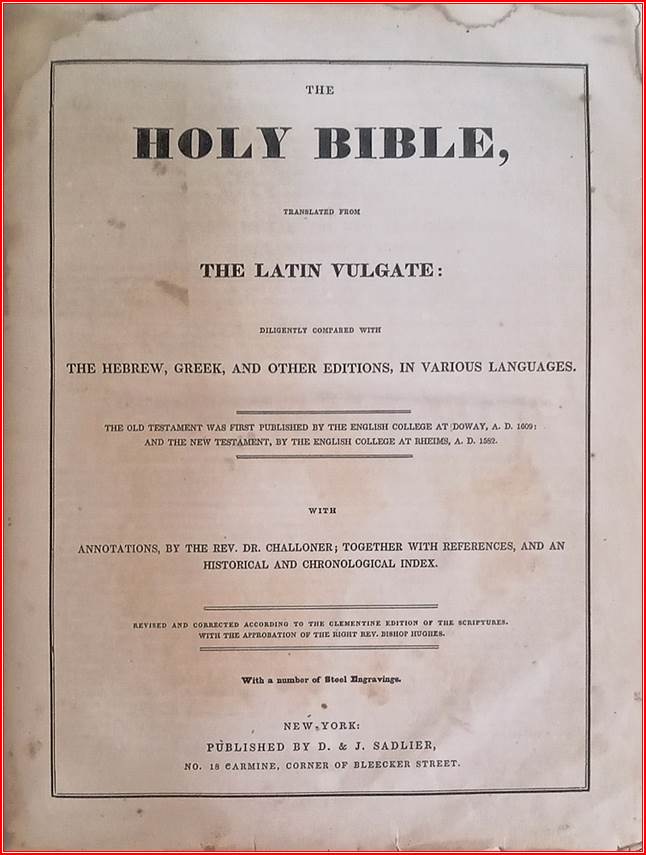 THE
HOLY BIBLE,
TRANSLATED FROM
THE LATIN VULGATE:
DILIGENTLY COMPARED WITH
THE HEBREW, GREEK, AND OTHER EDITIONS, IN VARIOUS LANGUAGES.
THE OLD TESTAMENT WAS FIRST PUBLISHED BY THE ENGLISH COLLEGE AT DOWAY, A. D. 1609:
AND THE NEW TESTAMENT, BY THE ENGLISH COLLEGE AT RHEIMS, A. D. 1582.
WITH
ANNOTATIONS, BY THE REV. DR. CHALLONER; TOGETHER WITH REFERENCES, AND AN
HISTORICAL AND CHRONOLOGICAL INDEX.
REVISED AND CORRECTED ACCORDING TO THE CLEMENTINE EDITION OF THE SCRIPTURES.
WITH THE APPROBATION OF THE RIGHT REV. BISHOP HUGHES.
With a number of Steel Engravings.
NEW-YORK:
PUBLISHED BY D. & J. SADLIER,
NO. 18 CARMINE, CORNER OF BLEECKER STREET.